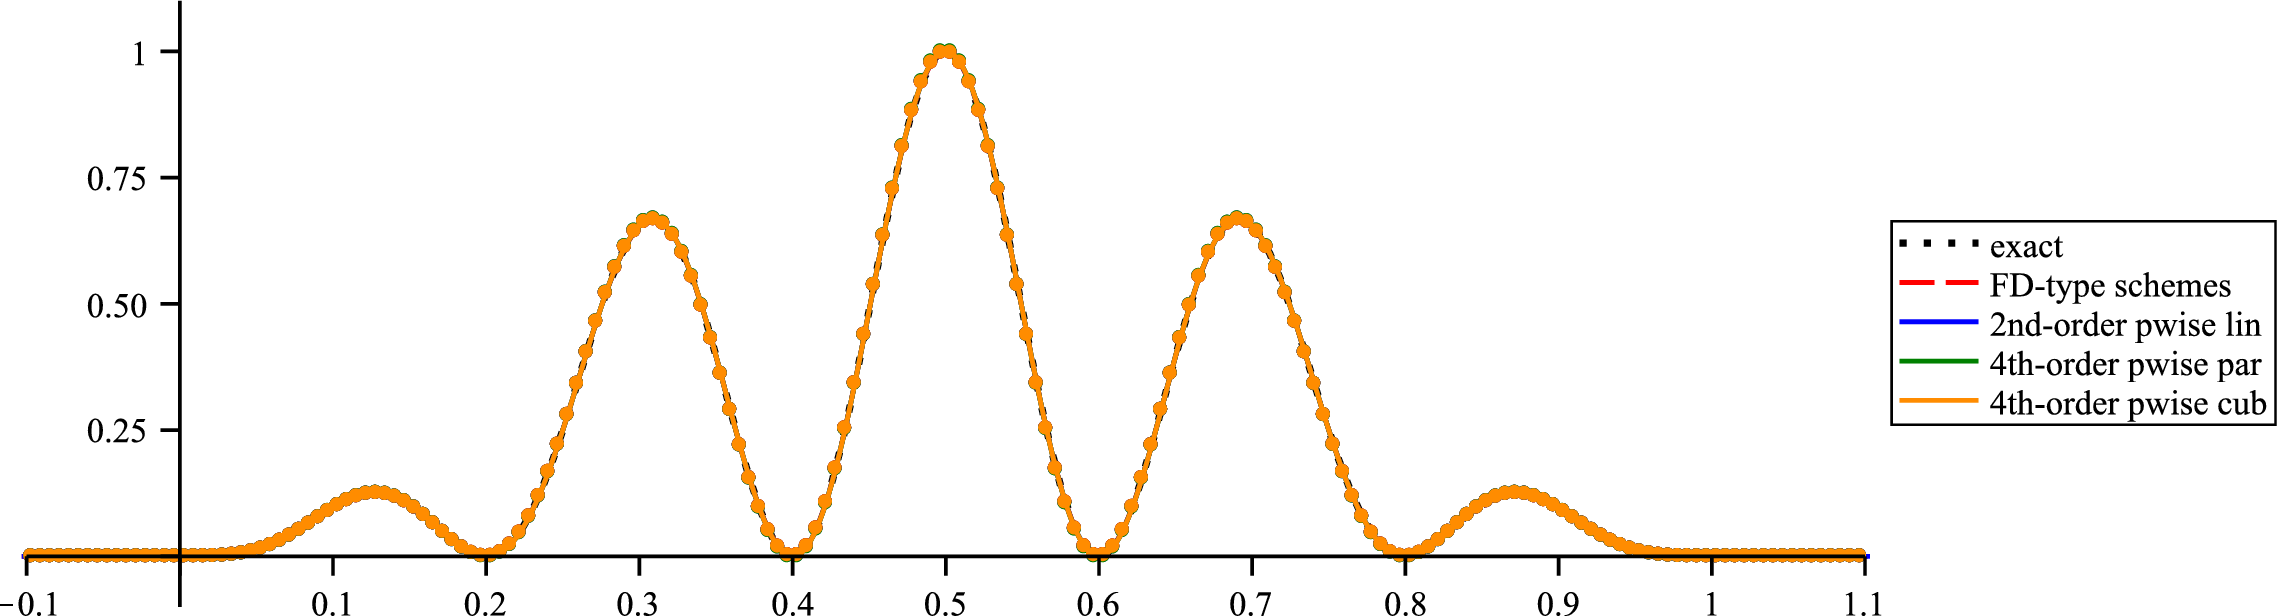 1
0.75
0.50
0.25
−0.1 0.1 0.2 0.3 0.4 0.5 0.6 0.7 0.8 0.9 1 1.1
exact
FD-type schemes
2nd-order pwise lin
4th-order pwise par
4th-order pwise cub